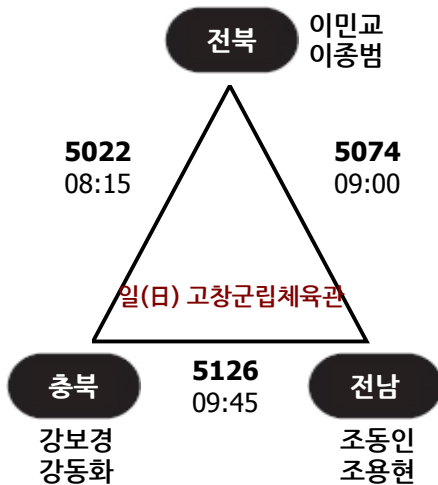 전북
이민교
이종범
5022
08:15
5074
09:00
일(日) 고창군립체육관
충북
5126
09:45
전남
강보경
강동화
조동인
조용현